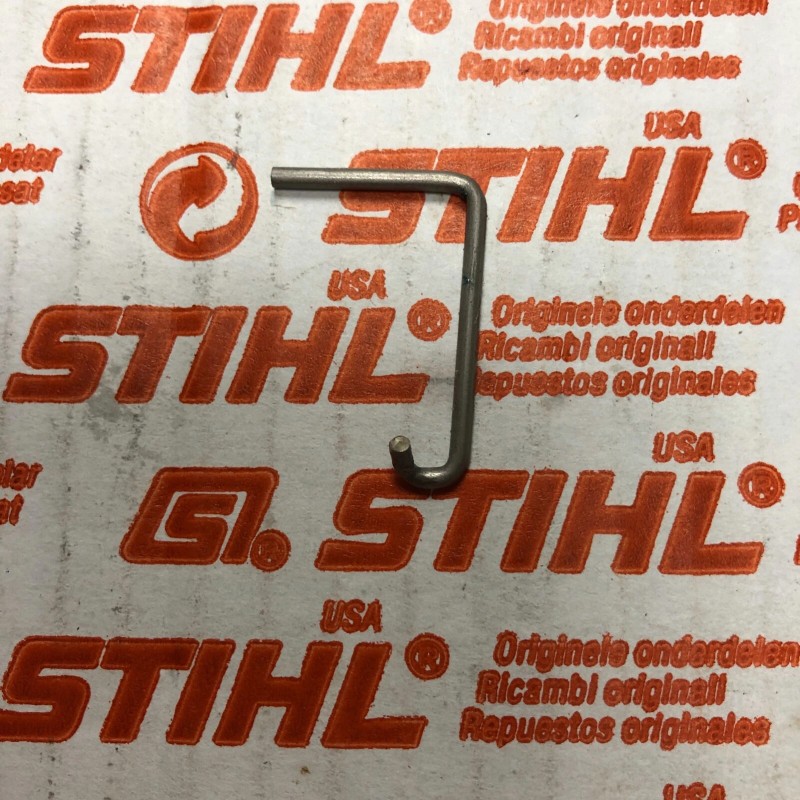 STIHL® Originele onderdelen
Ricambi originali
Repuestos originales
USA
STIHL®
USA
STIHL® Originele onderdelen
Ricambi originali
Repuestos originales
USA
® STIHL®
USA
STIHL® Originele onderdelen
Ricambi originali
Repuestos originales
USA